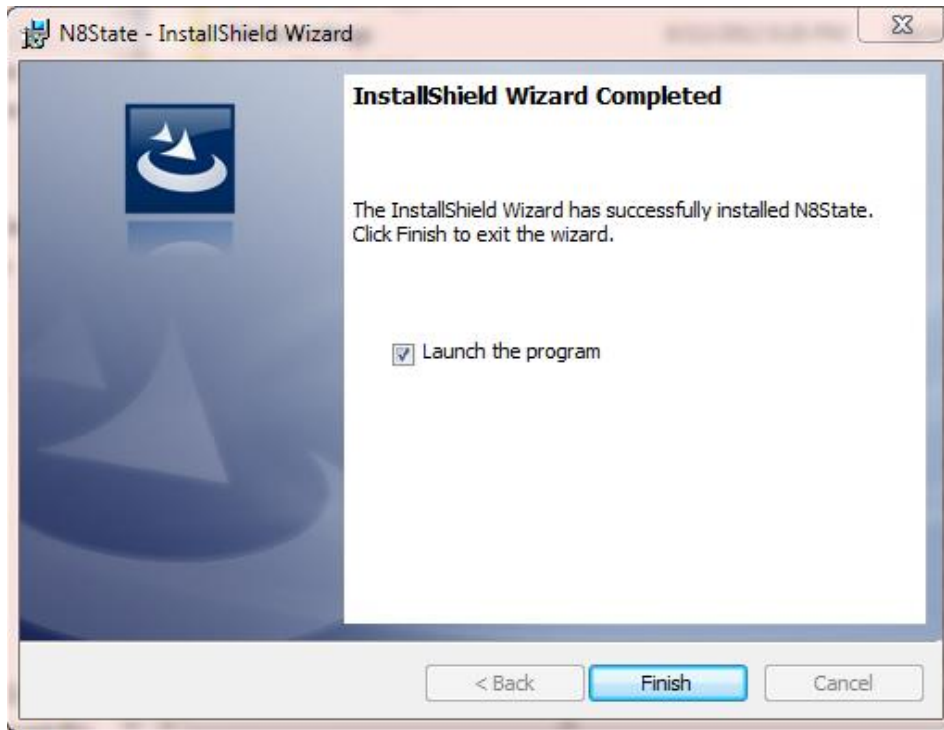 N8State - InstallShield Wizard
InstallShield Wizard Completed
The InstallShield Wizard has successfully installed N8State.
Click Finish to exit the wizard.
Launch the program
< Back Finish Cancel